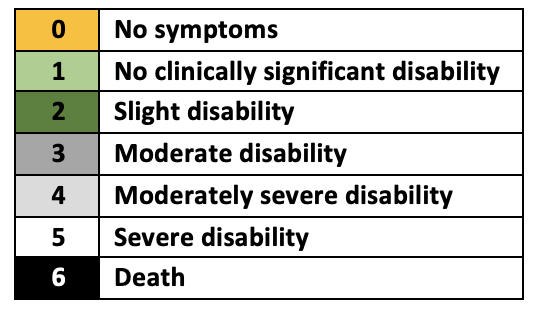 0 No symptoms
1 No clinically significant disability
2 Slight disability
3 Moderate disability
4 Moderately severe disability
5 Severe disability
6 Death